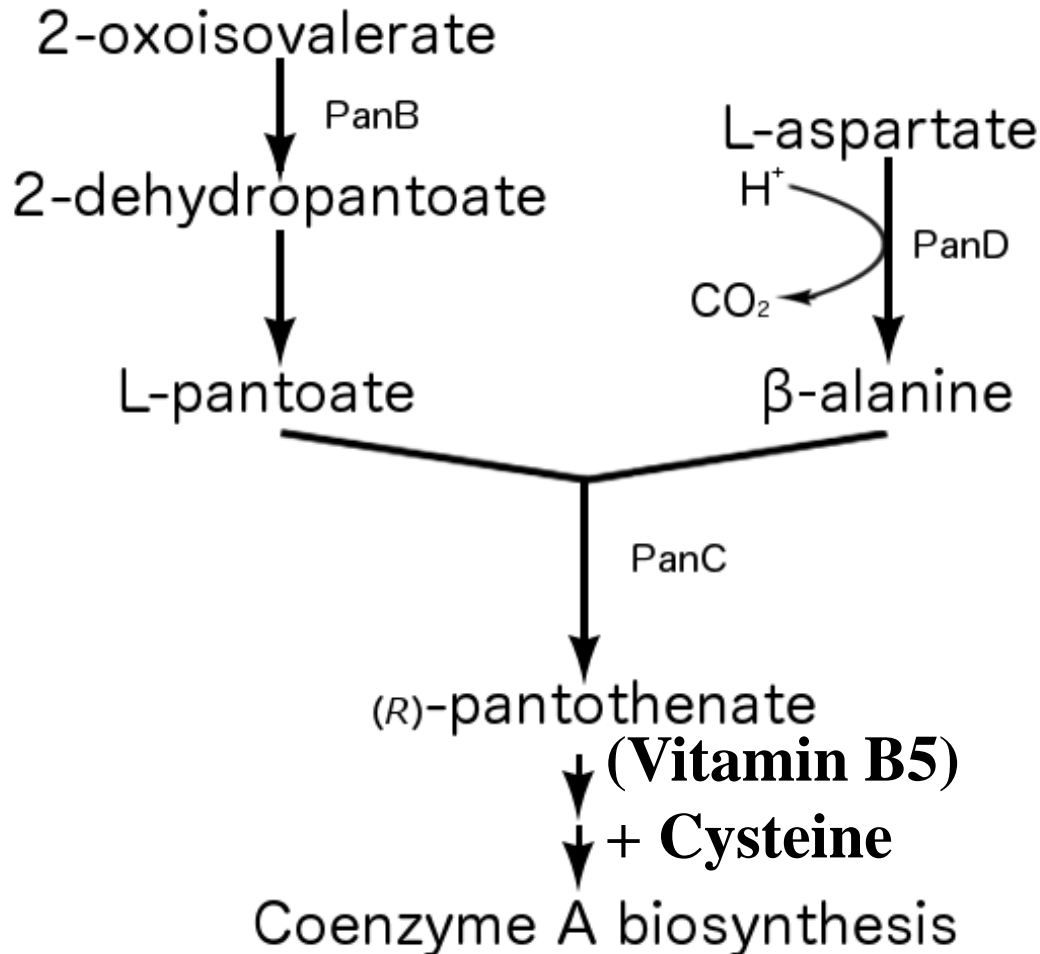 2-oxoisovalerate
PanB
L-aspartate
2-dehydropantoate
H⁺
PanD
CO₂
L-pantoate
β-alanine
PanC
(R)-pantothenate
(Vitamin B5)
+ Cysteine
Coenzyme A biosynthesis